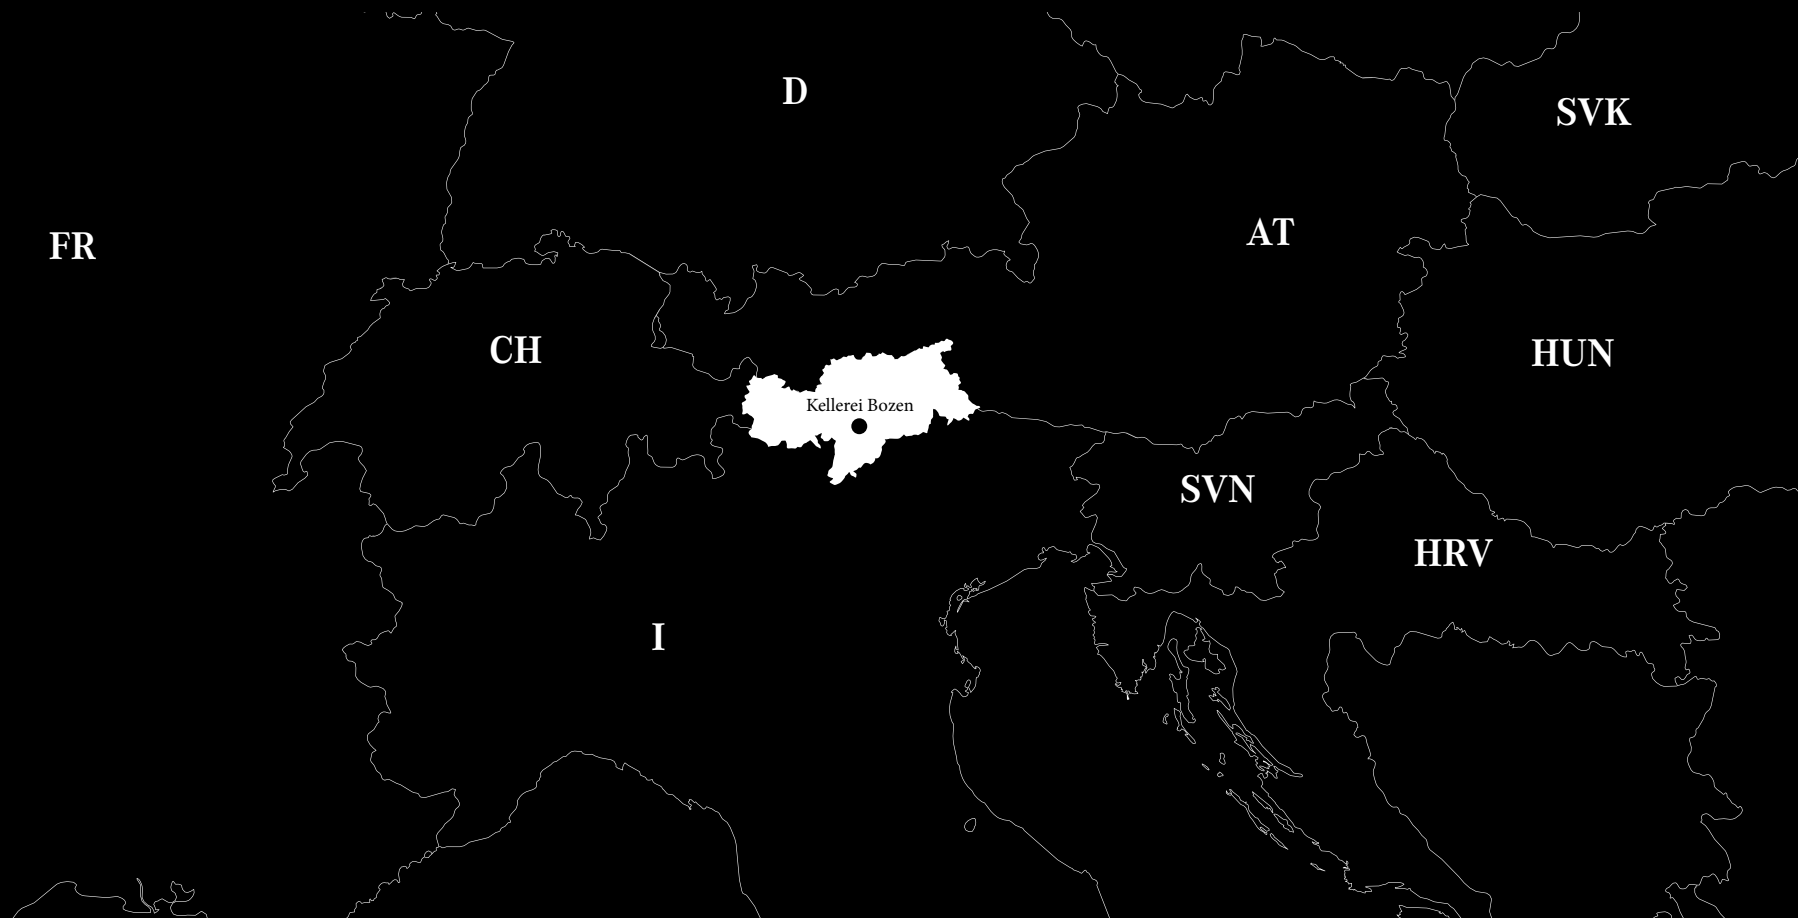 D
SVK
FR
AT
CH
HUN
Kellerei Bozen
SVN
HRV
I